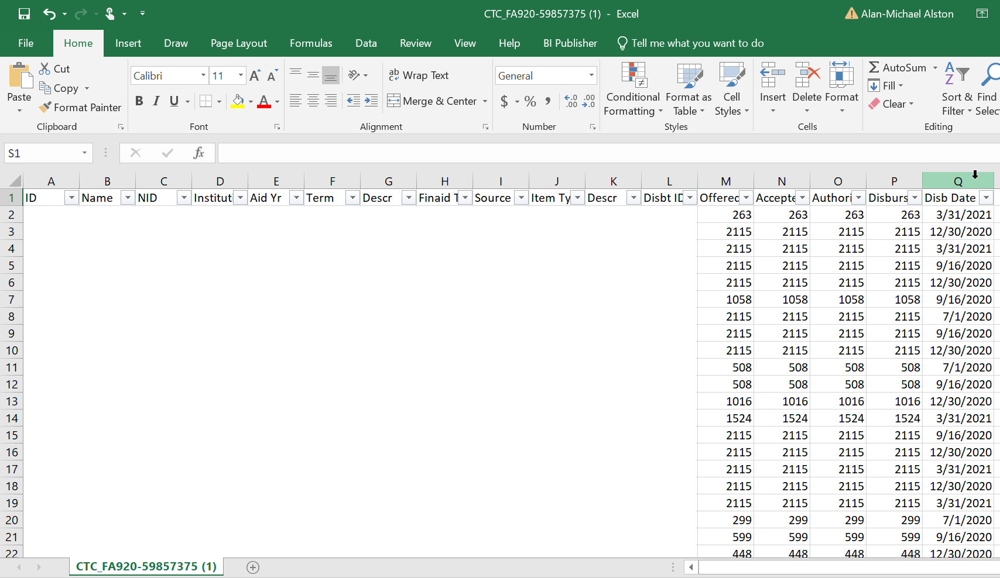 CTC_FA920-59857375 (1) - Excel
Alan-Michael Alston
File Home Insert Draw Page Layout Formulas Data Review View Help BI Publisher Tell me what you want to do
Paste
Cut
Copy
Format Painter
Clipboard
Calibri 11 A A
B I U A
Font
ab Wrap Text
Merge & Center
Alignment
General
$ % , .0 .00 .00 .0
Number
Conditional Formatting
Format as Table
Cell Styles
Styles
Insert Delete Format
Cells
AutoSum
Fill
Clear
AZ
Sort & Filter
Find Selec
Editing
S1 fx
A B C D E F G H I J K L M N O P Q
1 ID Name NID Instituti Aid Yr Term Descr Finaid T Source Item Ty Descr Disbt ID Offered Accepte Authori Disburs Disb Date
2 263 263 263 263 3/31/2021
3 2115 2115 2115 2115 12/30/2020
4 2115 2115 2115 2115 3/31/2021
5 2115 2115 2115 2115 9/16/2020
6 2115 2115 2115 2115 12/30/2020
7 1058 1058 1058 1058 9/16/2020
8 2115 2115 2115 2115 7/1/2020
9 2115 2115 2115 2115 9/16/2020
10 2115 2115 2115 2115 12/30/2020
11 508 508 508 508 7/1/2020
12 508 508 508 508 9/16/2020
13 1016 1016 1016 1016 12/30/2020
14 1524 1524 1524 1524 3/31/2021
15 2115 2115 2115 2115 9/16/2020
16 2115 2115 2115 2115 12/30/2020
17 2115 2115 2115 2115 3/31/2021
18 2115 2115 2115 2115 12/30/2020
19 2115 2115 2115 2115 3/31/2021
20 299 299 299 299 7/1/2020
21 599 599 599 599 9/16/2020
22 448 448 448 448 12/30/2020
CTC_FA920-59857375 (1)